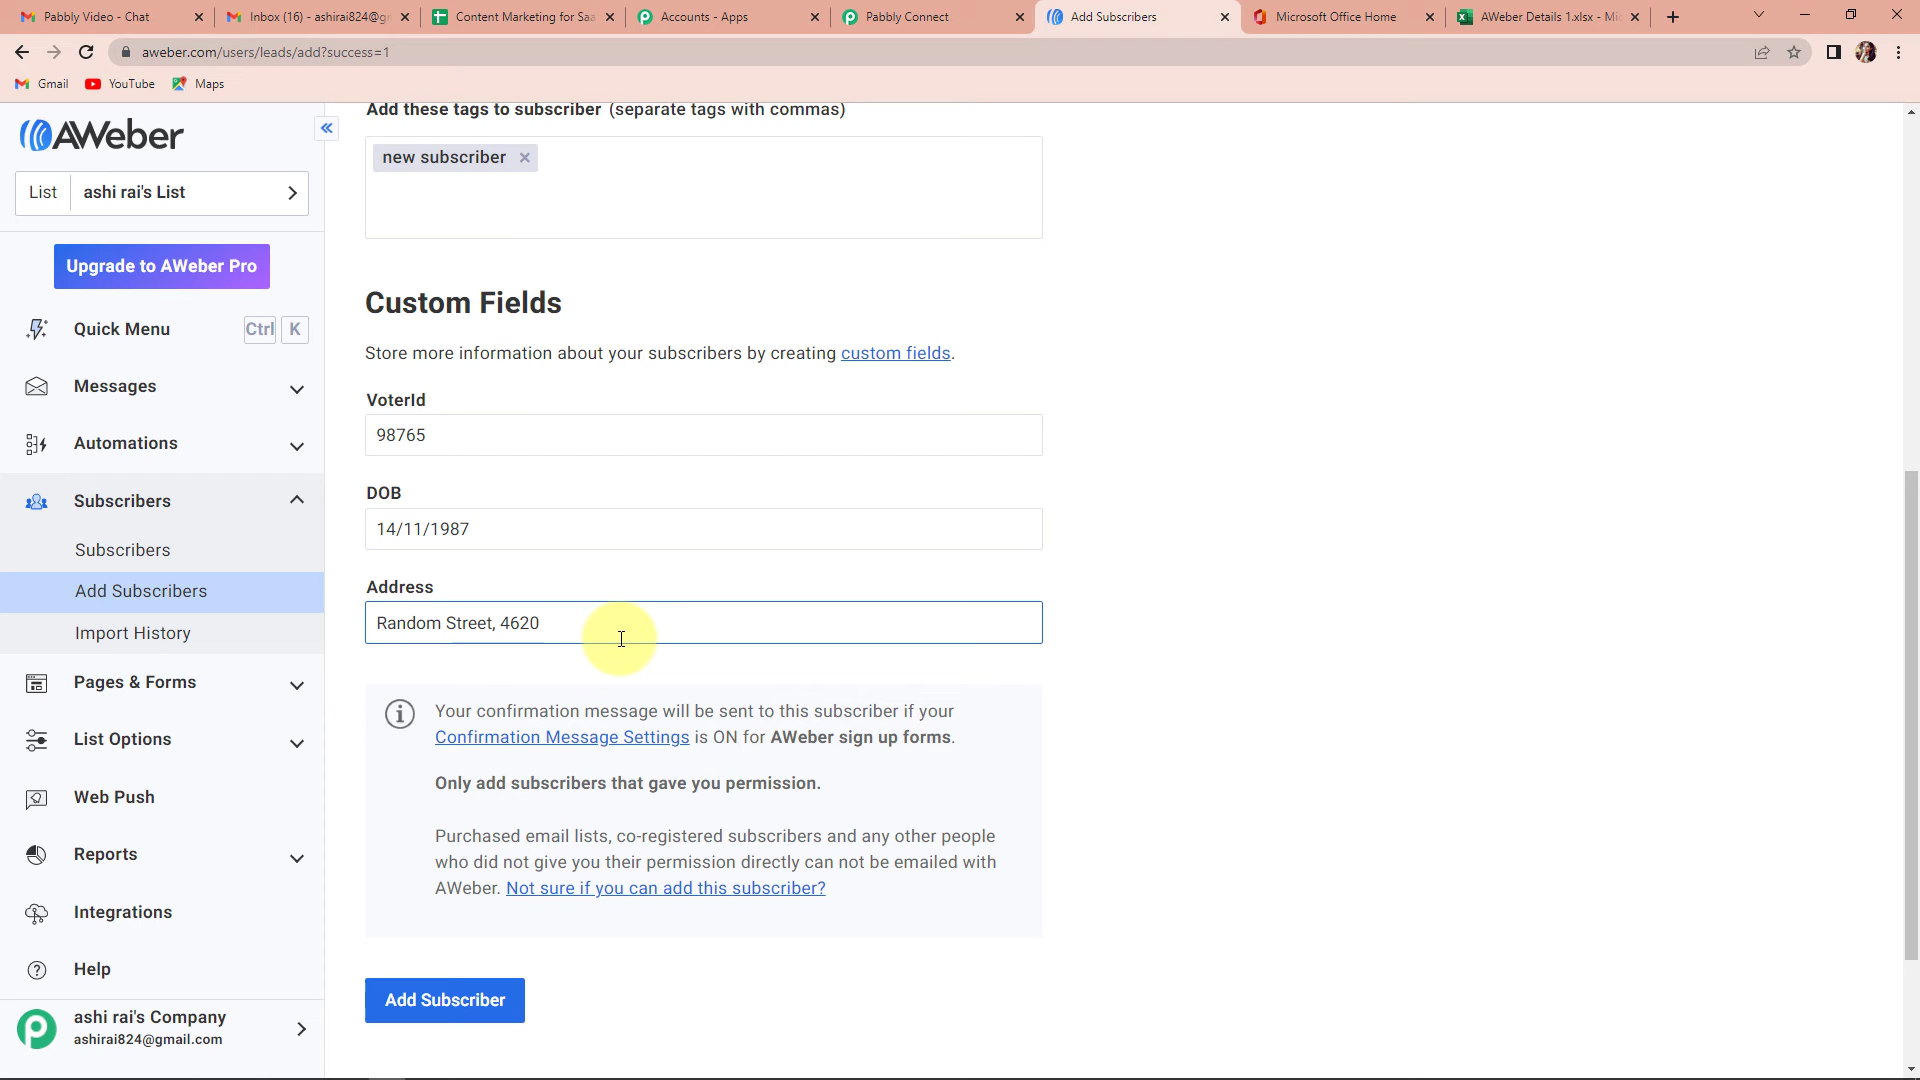 Pabbly Video - Chat
Inbox (16) - ashirai824@gm
Content Marketing for Saa
Accounts - Apps
Pabbly Connect
Add Subscribers
Microsoft Office Home
AWeber Details 1.xlsx - Mic
aweber.com/users/leads/add?success=1
Gmail
YouTube
Maps
AWeber
List
ashi rai's List
Upgrade to AWeber Pro
Quick Menu
Ctrl
K
Messages
Automations
Subscribers
Subscribers
Add Subscribers
Import History
Pages & Forms
List Options
Web Push
Reports
Integrations
Help
ashi rai's Company
ashirai824@gmail.com
Add these tags to subscriber (separate tags with commas)
new subscriber
Custom Fields
Store more information about your subscribers by creating custom fields.
VoterId
98765
DOB
14/11/1987
Address
Random Street, 4620
Your confirmation message will be sent to this subscriber if your
Confirmation Message Settings is ON for AWeber sign up forms.
Only add subscribers that gave you permission.
Purchased email lists, co-registered subscribers and any other people
who did not give you their permission directly can not be emailed with
AWeber. Not sure if you can add this subscriber?
Add Subscriber